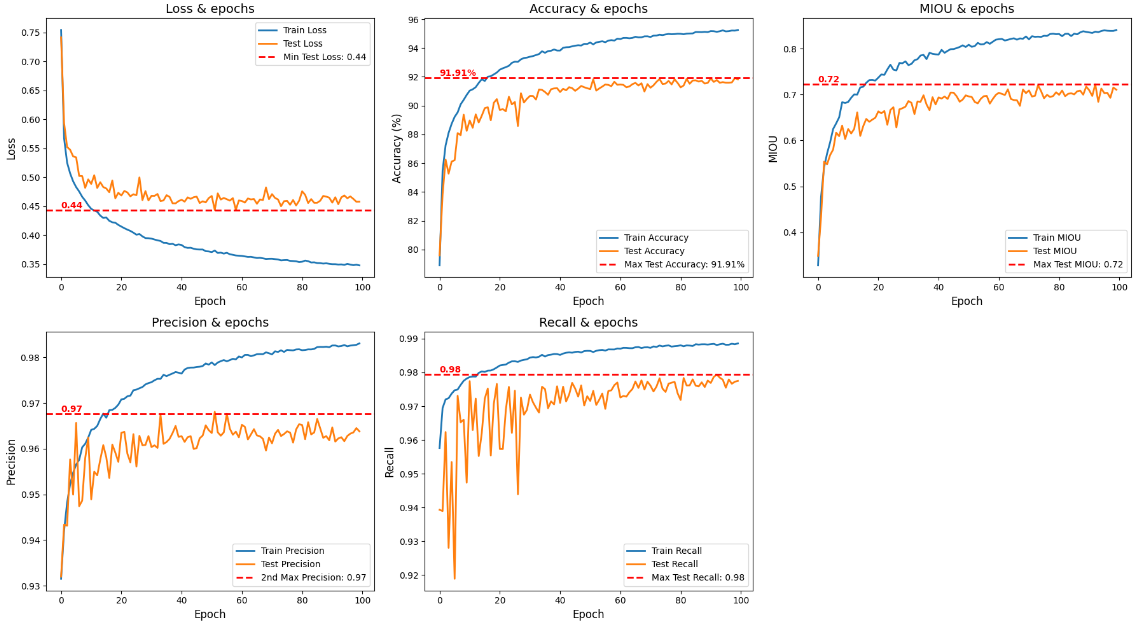 Loss & epochs
Loss
0.75
0.70
0.65
0.60
0.55
0.50
0.45
0.40
0.35
0.44
Train Loss
Test Loss
Min Test Loss: 0.44
0 20 40 60 80 100
Epoch
Accuracy & epochs
Accuracy (%)
96
94
92
90
88
86
84
82
80
91.91%
Train Accuracy
Test Accuracy
Max Test Accuracy: 91.91%
0 20 40 60 80 100
Epoch
MIOU & epochs
MIOU
0.8
0.7
0.6
0.5
0.4
0.72
Train MIOU
Test MIOU
Max Test MIOU: 0.72
0 20 40 60 80 100
Epoch
Precision & epochs
Precision
0.98
0.97
0.96
0.95
0.94
0.93
0.97
Train Precision
Test Precision
2nd Max Precision: 0.97
0 20 40 60 80 100
Epoch
Recall & epochs
Recall
0.99
0.98
0.97
0.96
0.95
0.94
0.93
0.92
0.98
Train Recall
Test Recall
Max Test Recall: 0.98
0 20 40 60 80 100
Epoch